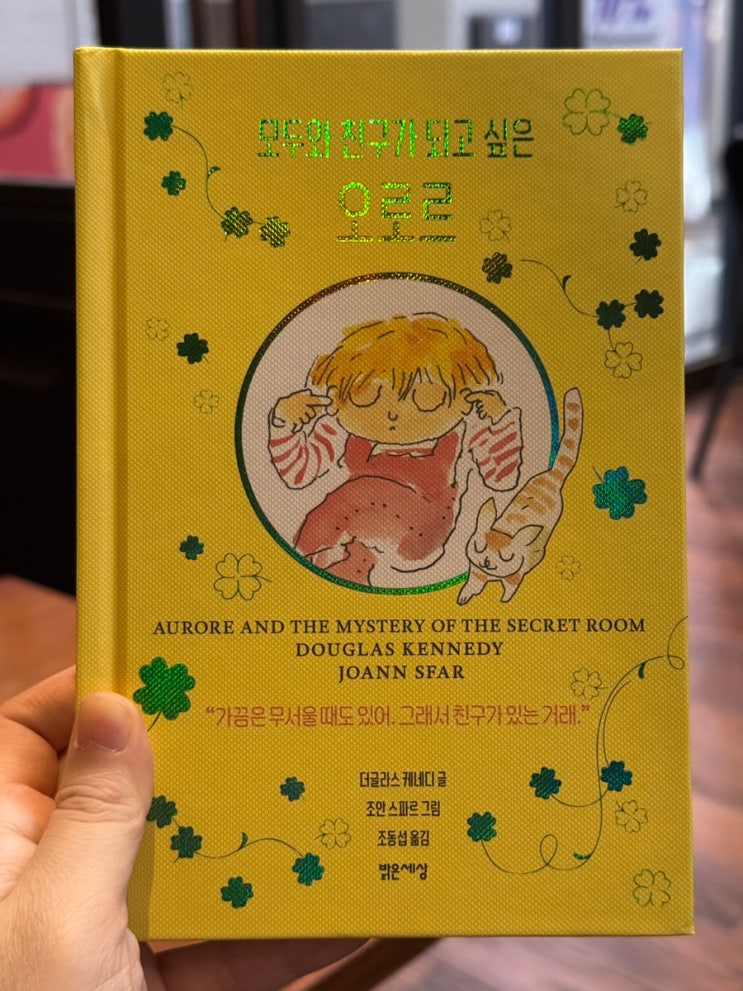 모두와 친구가 되고 싶은
오로르
AURORE AND THE MYSTERY OF THE SECRET ROOM
DOUGLAS KENNEDY
JOANN SFAR
“가끔은 무서울 때도 있어. 그래서 친구가 있는 거래.”
더글라스 케네디 글
조안 스파르 그림
조동섭 옮김
밝은세상